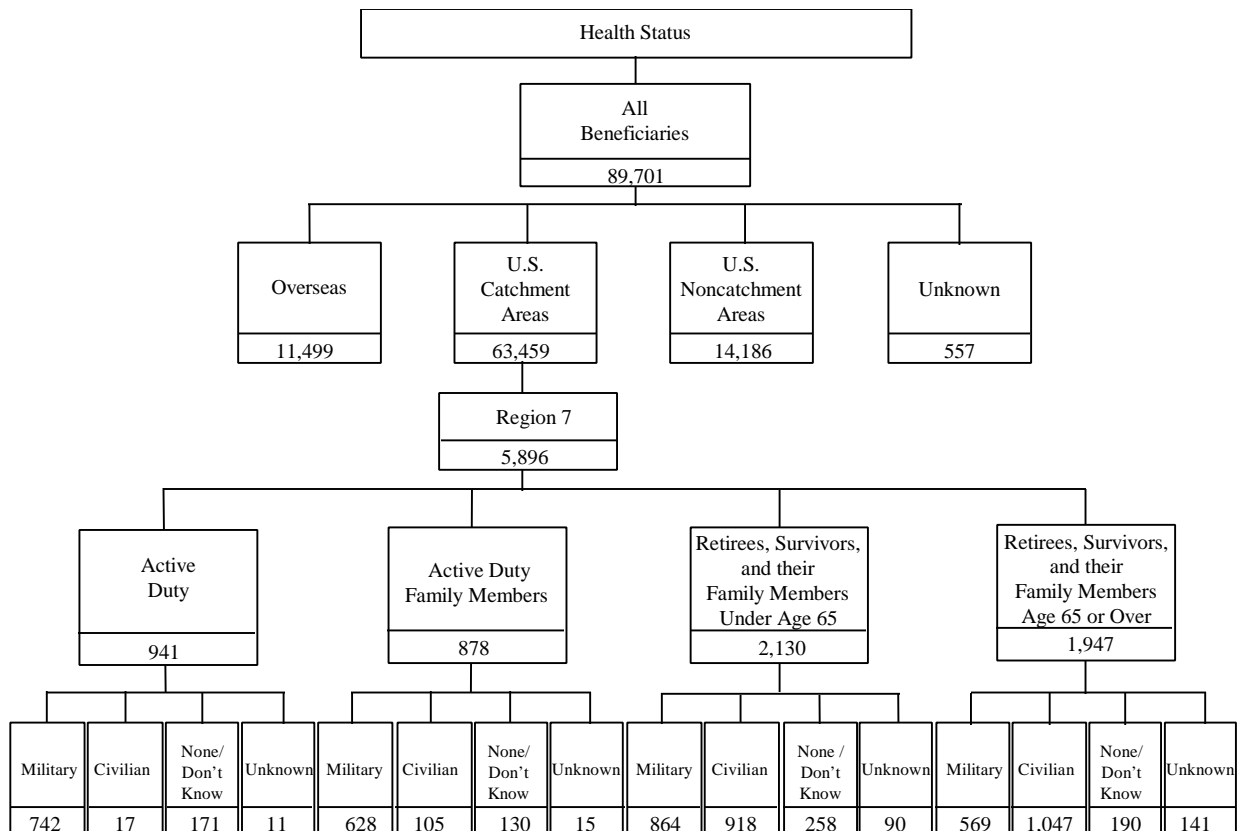 Health Status
All
Beneficiaries
89,701
Overseas
11,499
U.S.
Catchment
Areas
63,459
U.S.
Noncatchment
Areas
14,186
Unknown
557
Region 7
5,896
Active
Duty
941
Active Duty
Family Members
878
Retirees, Survivors,
and their
Family Members
Under Age 65
2,130
Retirees, Survivors,
and their
Family Members
Age 65 or Over
1,947
Military
742
Civilian
17
None/
Don't
Know
171
Unknown
11
Military
628
Civilian
105
None/
Don't
Know
130
Unknown
15
Military
864
Civilian
918
None /
Don't
Know
258
Unknown
90
Military
569
Civilian
1,047
None/
Don't
Know
190
Unknown
141